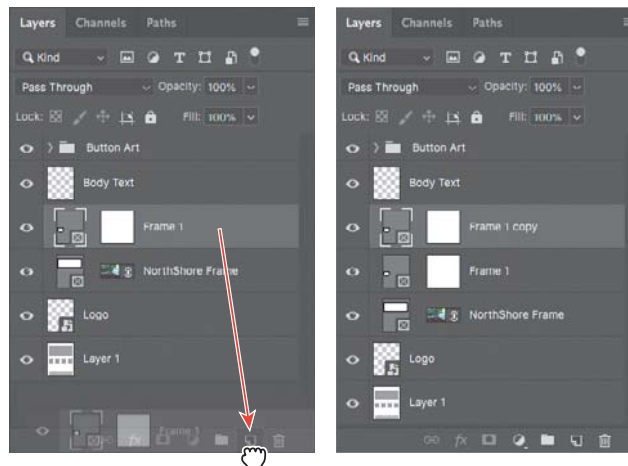 Layers Channels Paths
Kind
Pass Through Opacity: 100%
Lock: Fill: 100%
Button Art
Body Text
Frame 1
NorthShore Frame
Logo
Layer 1
Frame 1
fx
Layers Channels Paths
Kind
Pass Through Opacity: 100%
Lock: Fill: 100%
Button Art
Body Text
Frame 1 copy
Frame 1
NorthShore Frame
Logo
Layer 1
fx